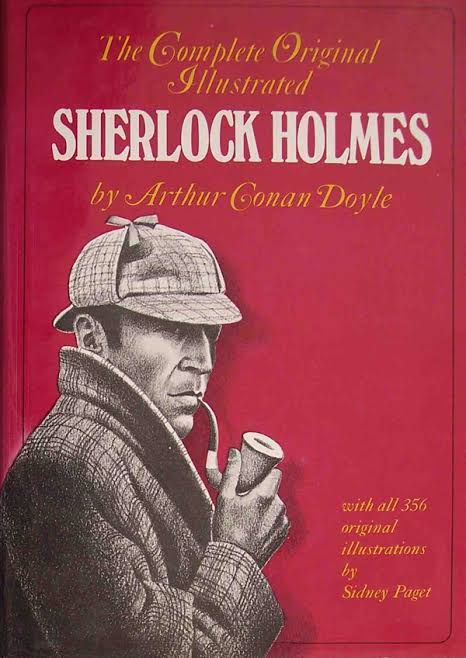 The Complete Original
Illustrated
SHERLOCK HOLMES
by Arthur Conan Doyle
with all 356
original
illustrations
by
Sidney Paget